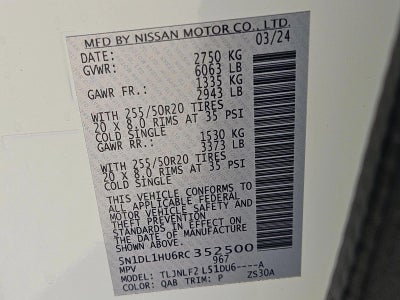 MFD BY NISSAN MOTOR CO., LTD.
DATE: 03/24
GVWR: 2750 KG
6063 LB
GAWR FR.: 1335 KG
2943 LB
WITH 255/50R20 TIRES
20 X 8.0 RIMS AT 35 PSI
COLD SINGLE
GAWR RR.: 1530 KG
3373 LB
WITH 255/50R20 TIRES
20 X 8.0 RIMS AT 35 PSI
COLD SINGLE
THIS VEHICLE CONFORMS TO
ALL APPLICABLE FEDERAL
MOTOR VEHICLE SAFETY AND
STANDARDS IN EFFECT ON
THE DATE OF MANUFACTURE
SHOWN ABOVE.
5N1DL1HU6RC352500
MPV 967
MODEL: TLJNLF2 L51DU6----A
COLOR: QAB TRIM: P ZS30A